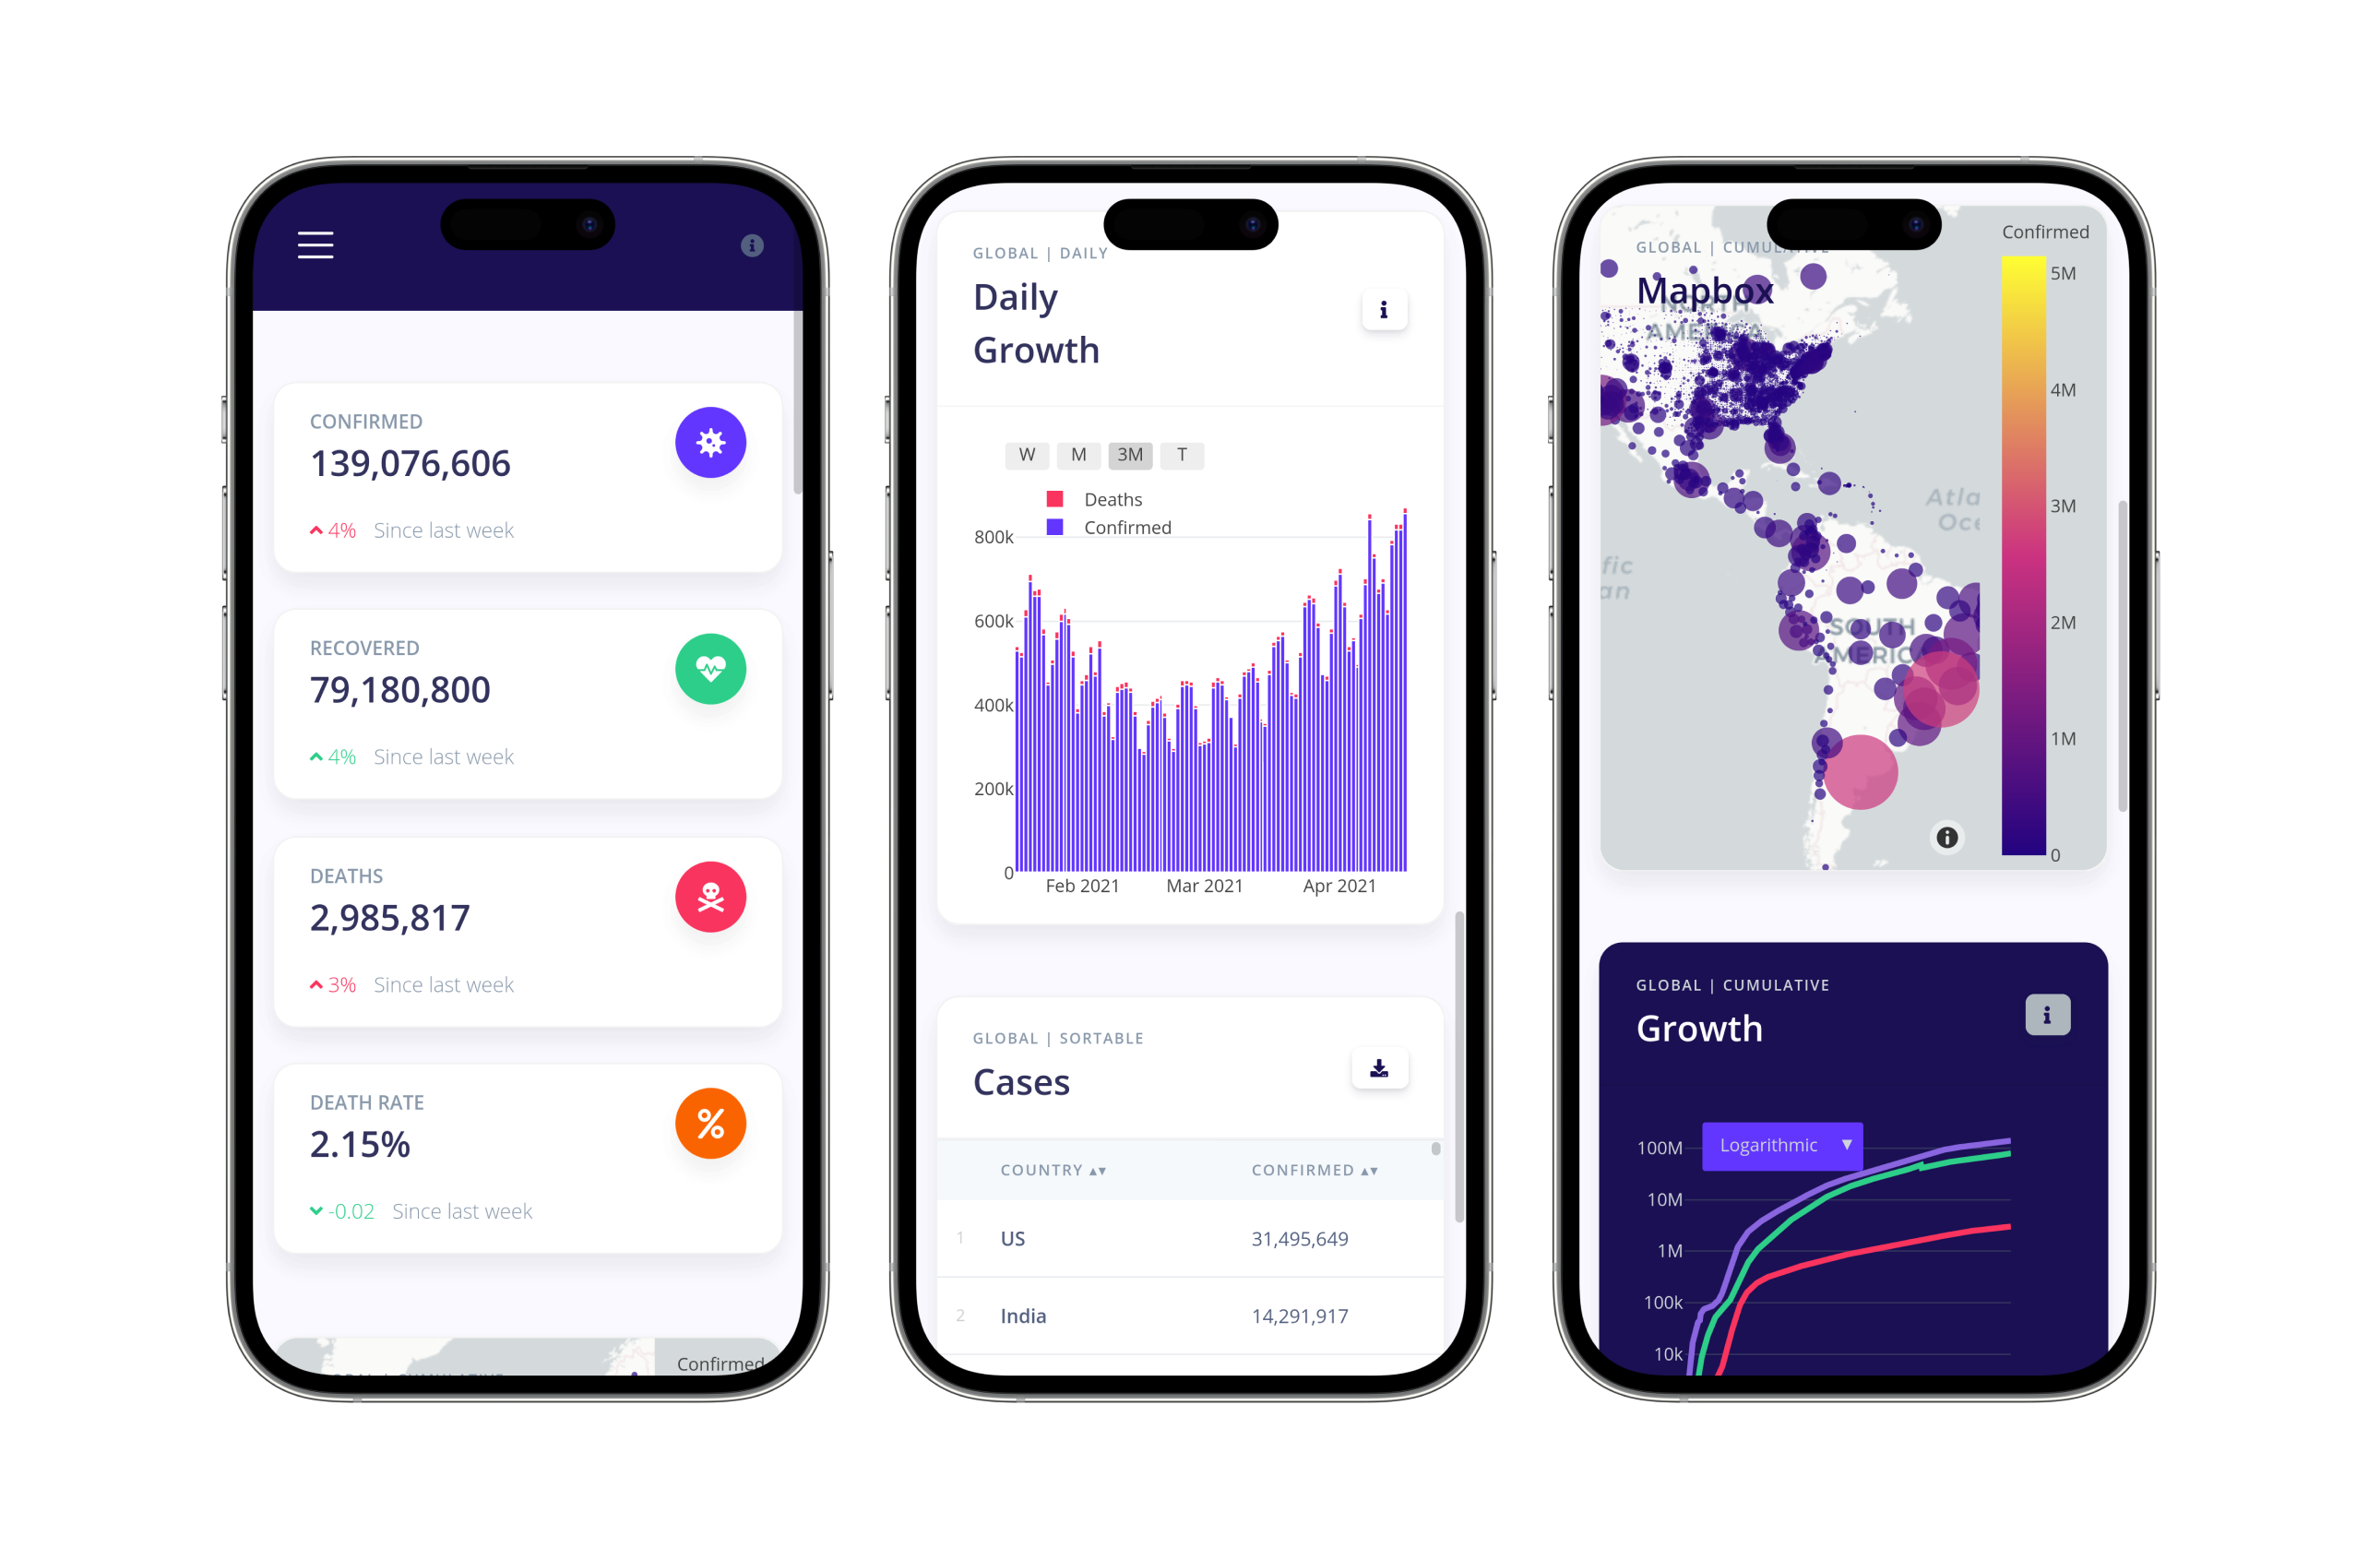 CONFIRMED
139,076,606
4% Since last week
RECOVERED
79,180,800
4% Since last week
DEATHS
2,985,817
3% Since last week
DEATH RATE
2.15%
-0.02 Since last week
Confirmed
GLOBAL | DAILY
Daily
Growth
W M 3M T
Deaths
Confirmed
800k
600k
400k
200k
0
Feb 2021 Mar 2021 Apr 2021
GLOBAL | SORTABLE
Cases
COUNTRY ▲▼ CONFIRMED ▲▼
1 US 31,495,649
2 India 14,291,917
GLOBAL | CUMULATIVE
Mapbox
Confirmed
NORTH
AMERICA
Atla
Oce
fic
an
SOUTH
AMERICA
5M
4M
3M
2M
1M
0
GLOBAL | CUMULATIVE
Growth
Logarithmic ▼
100M
10M
1M
100k
10k